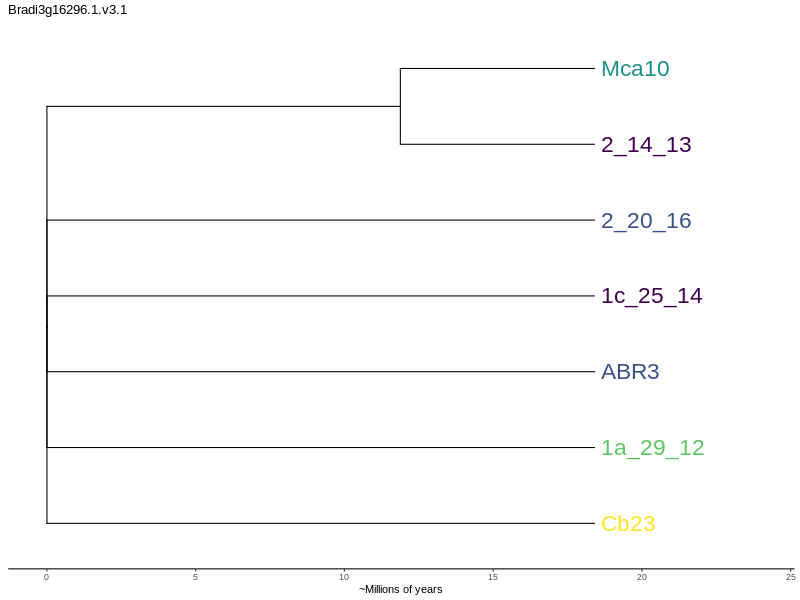 Bradi3g16296.1.v3.1
Mca10
2_14_13
2_20_16
1c_25_14
ABR3
1a_29_12
Cb23
0 5 10 15 20 25
~Millions of years